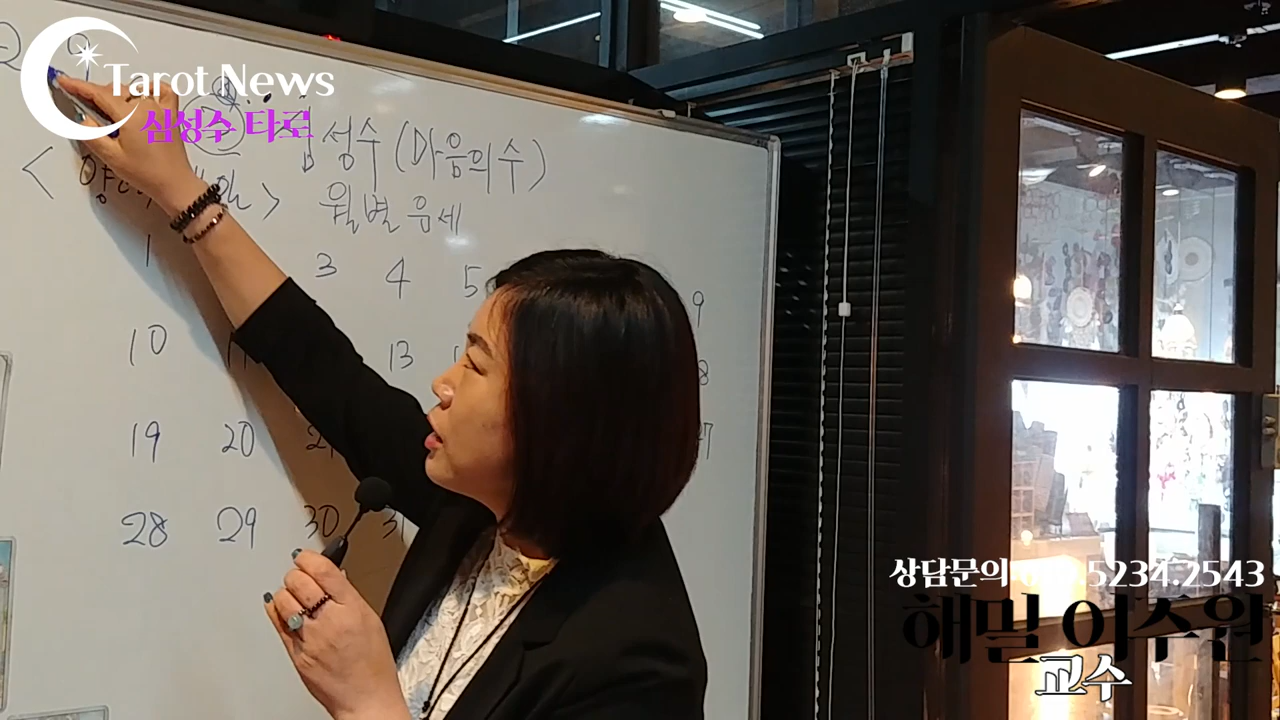 Tarot News
심성수 타로
심성수 (마음의수)
< > 월별 운세
1 3 4 5 9
10 11 13
19 20
28 29 30 31
상담문의 5234.2543
해밀 이수원
교수